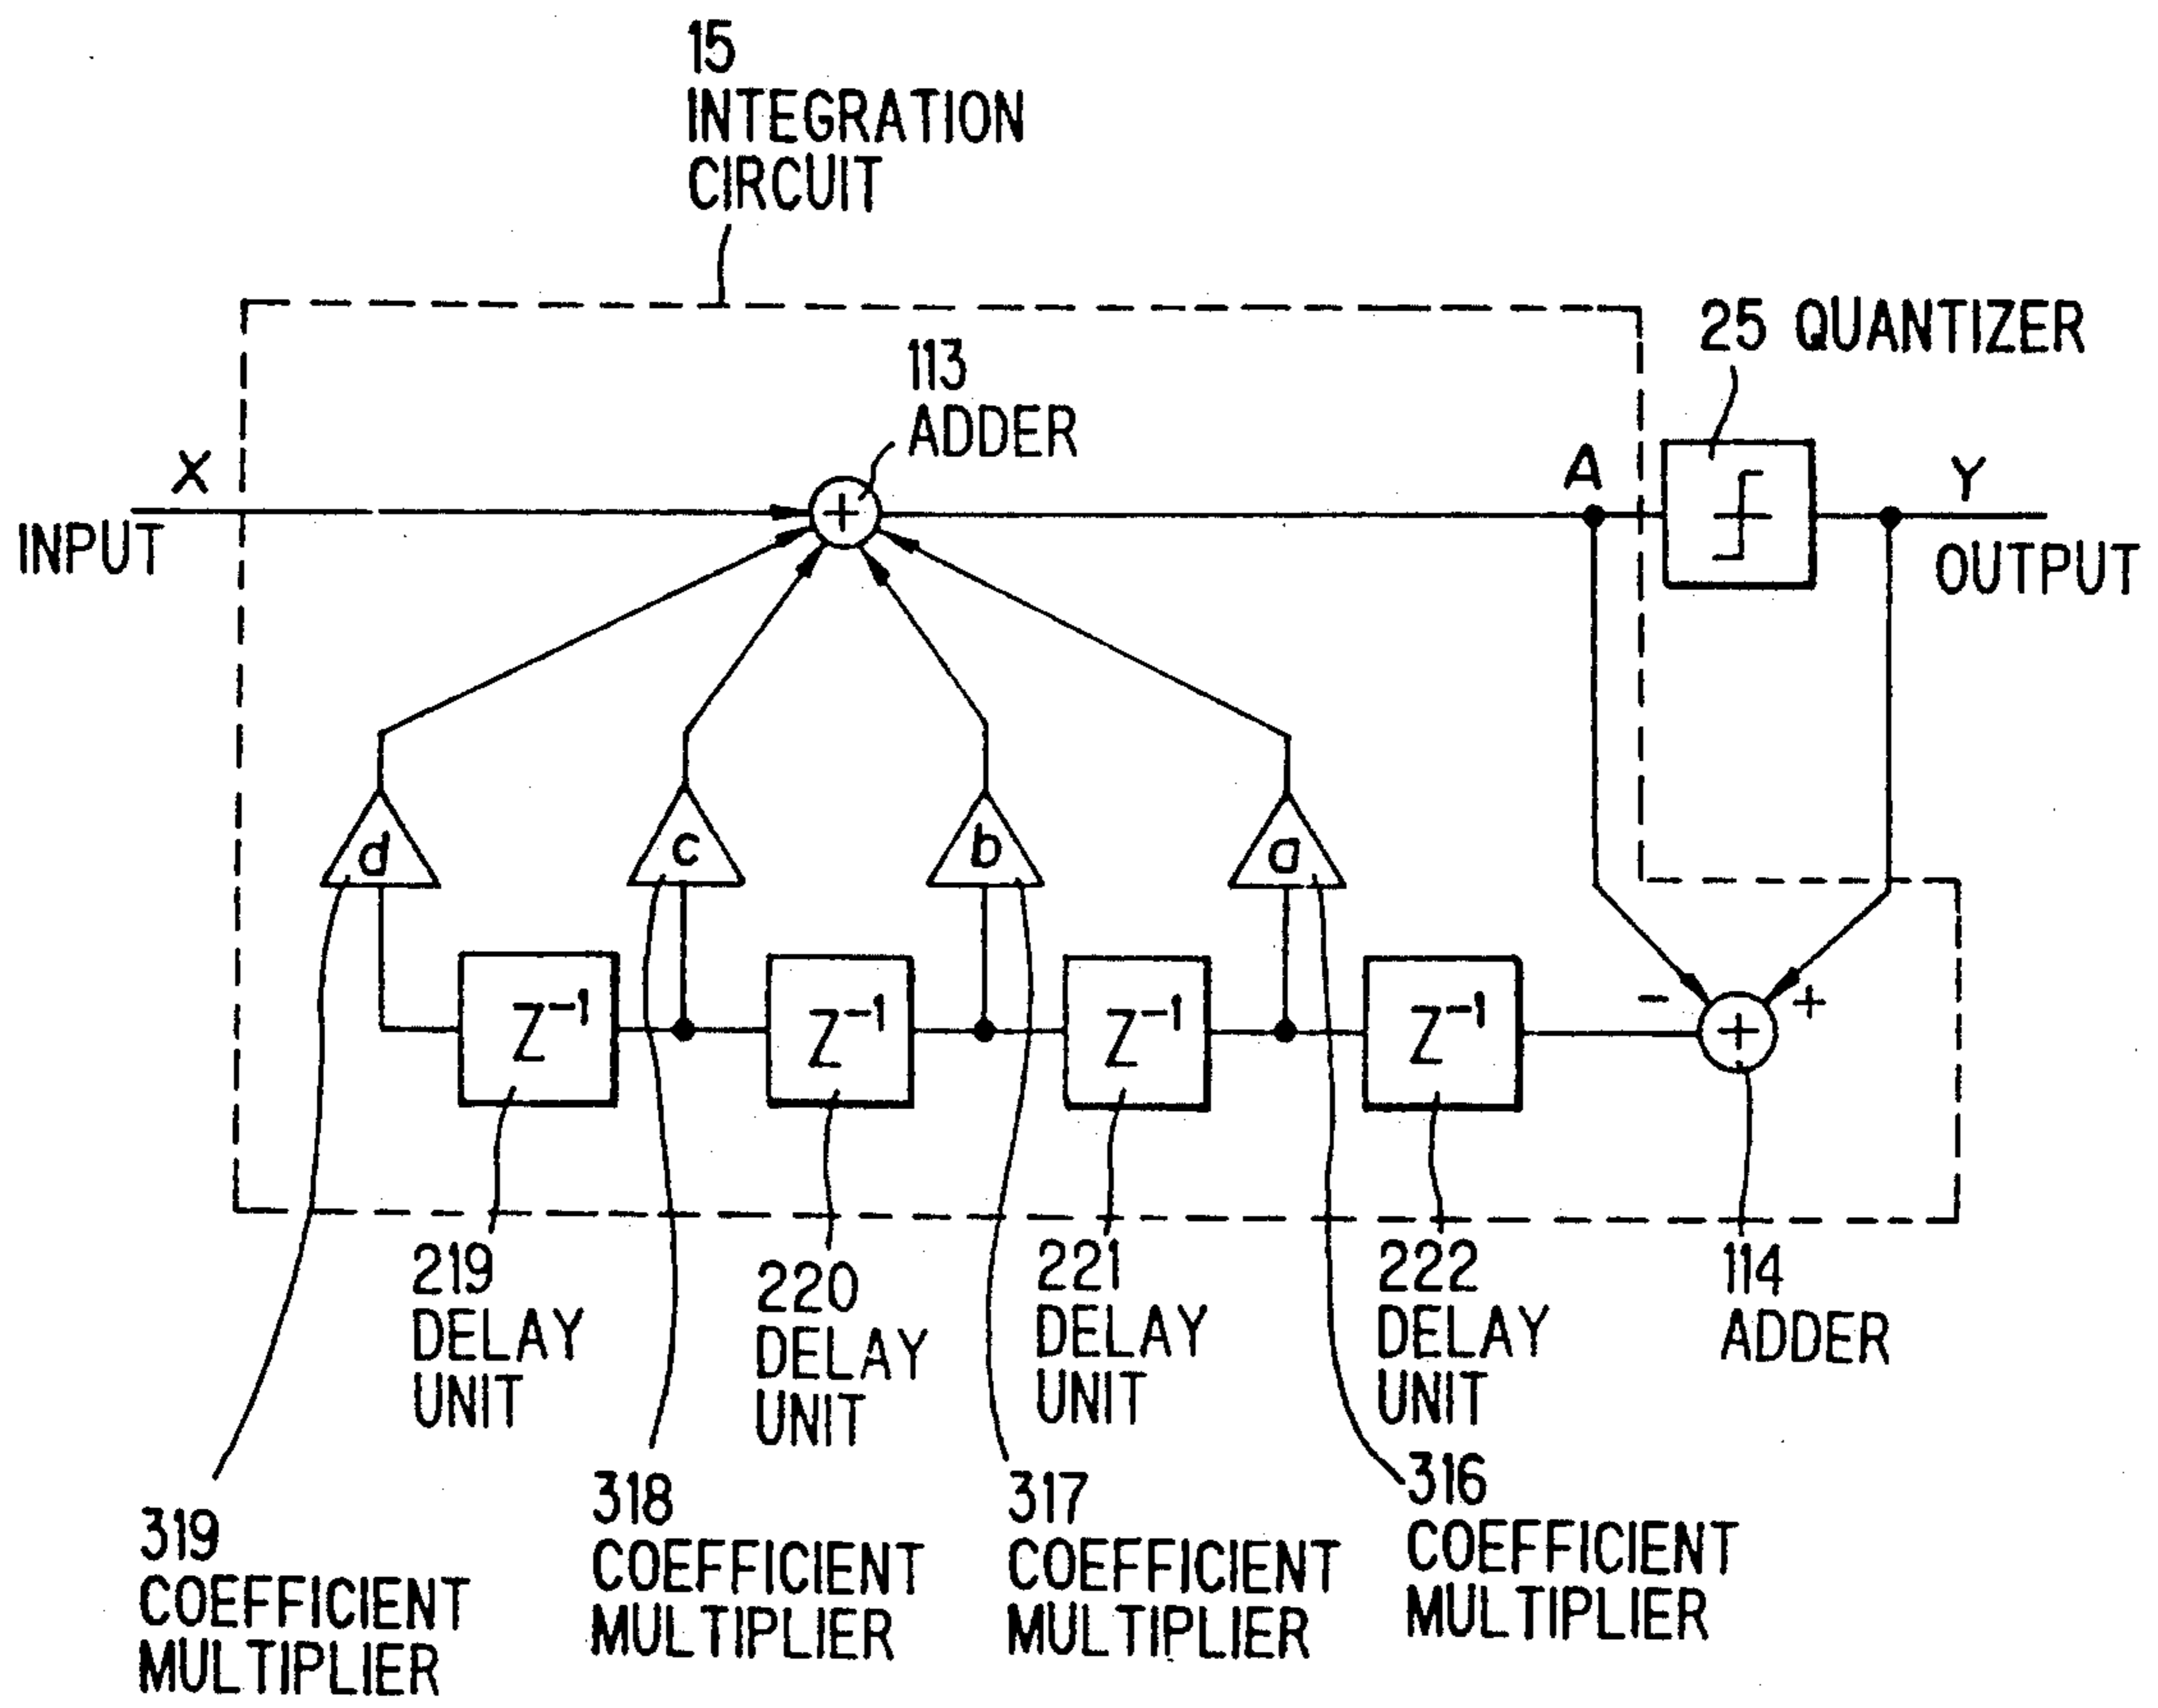 15
INTEGRATION
CIRCUIT
25 QUANTIZER
113
ADDER
X
INPUT
+
A
Y
OUTPUT
d
c
b
a
Z⁻¹
Z⁻¹
Z⁻¹
Z⁻¹
−
+
+
219
DELAY
UNIT
220
DELAY
UNIT
221
DELAY
UNIT
222
DELAY
UNIT
114
ADDER
319
COEFFICIENT
MULTIPLIER
318
COEFFICIENT
MULTIPLIER
317
COEFFICIENT
MULTIPLIER
316
COEFFICIENT
MULTIPLIER